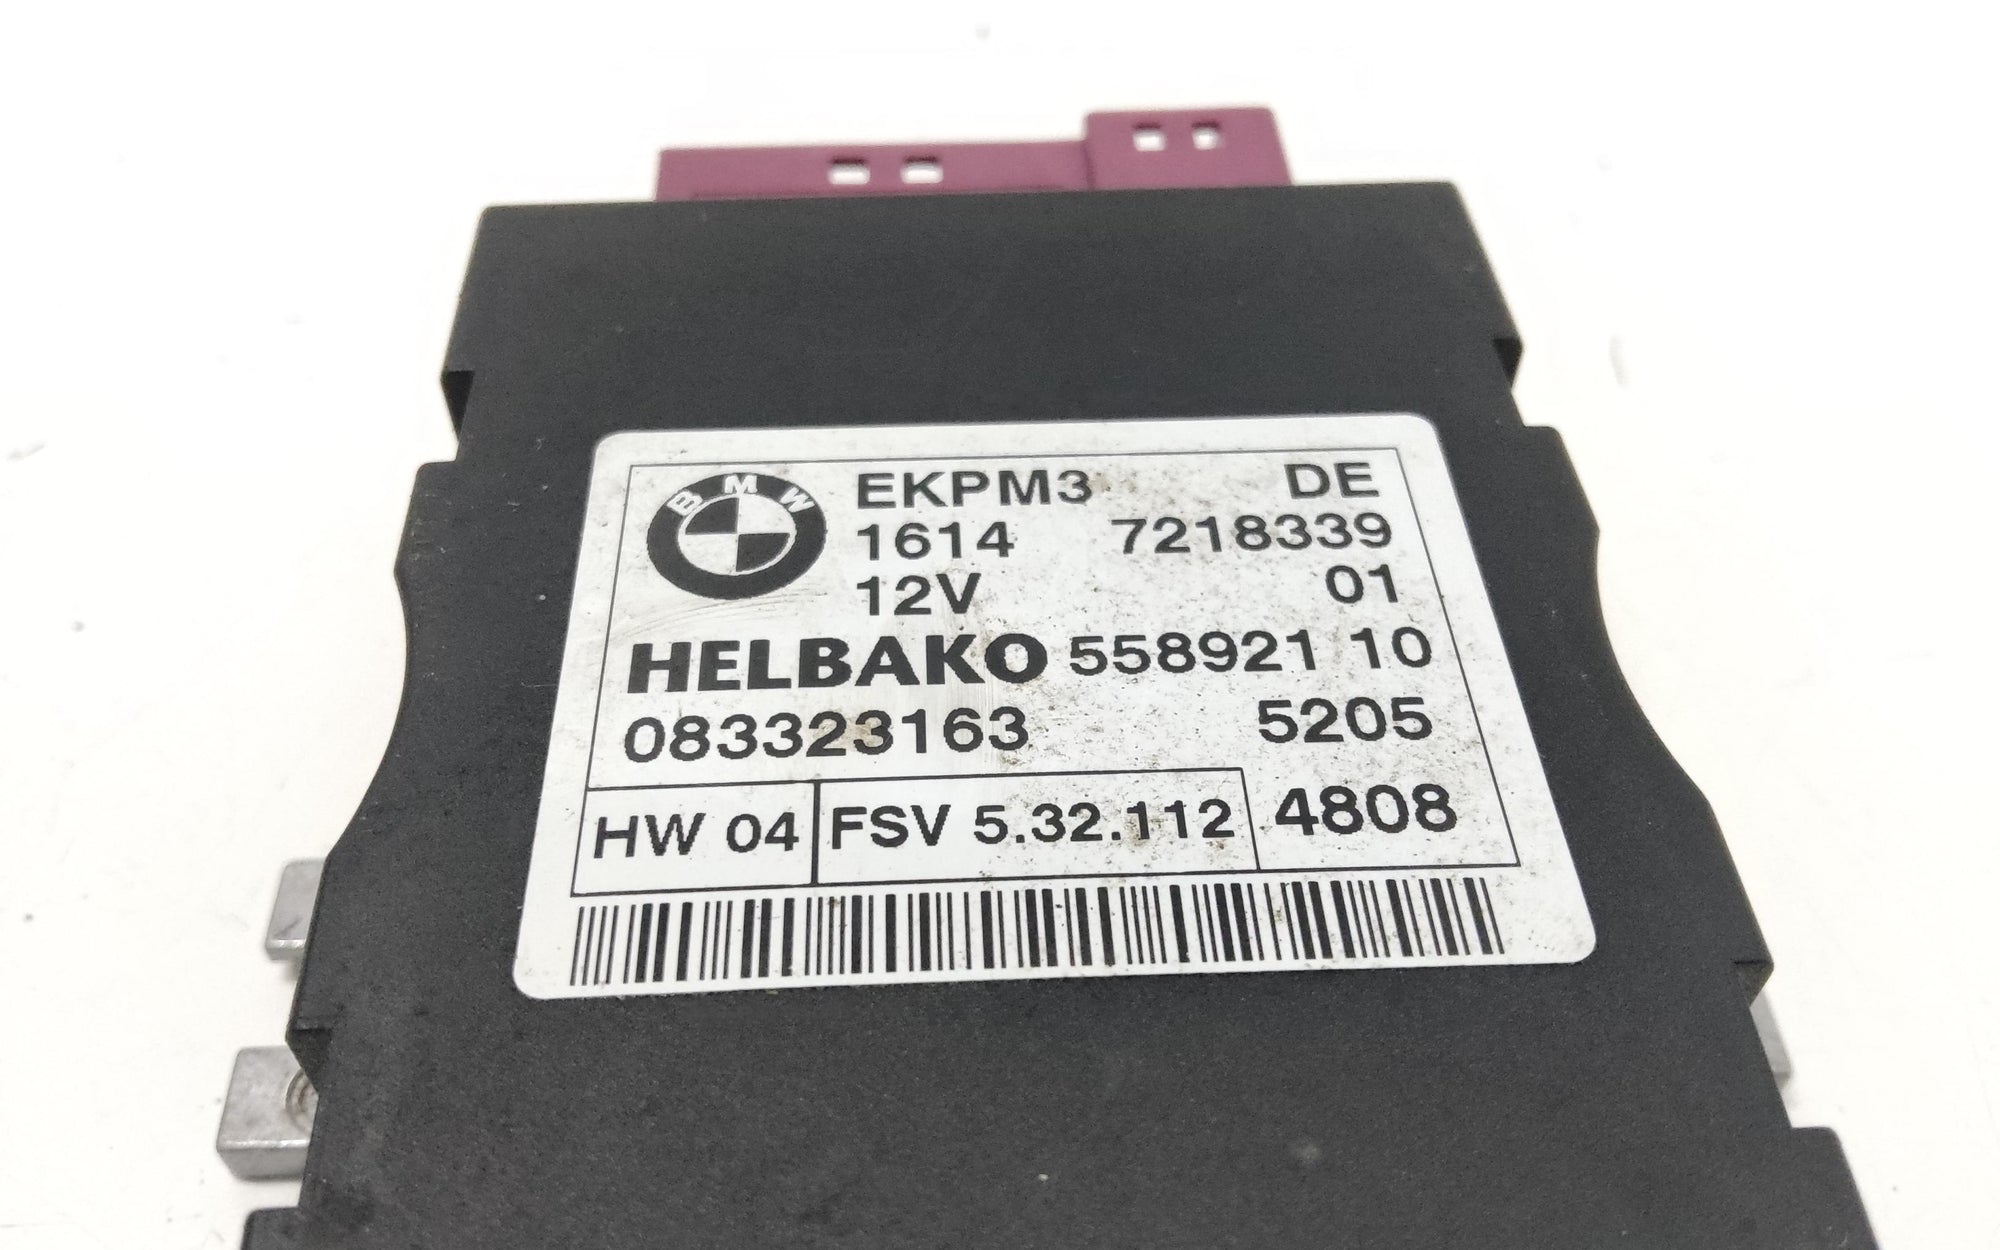 BMW EKPM3 DE
1614 7218339
12V 01
HELBAKO 558921 10
083323163 5205
HW 04 FSV 5.32.112 4808